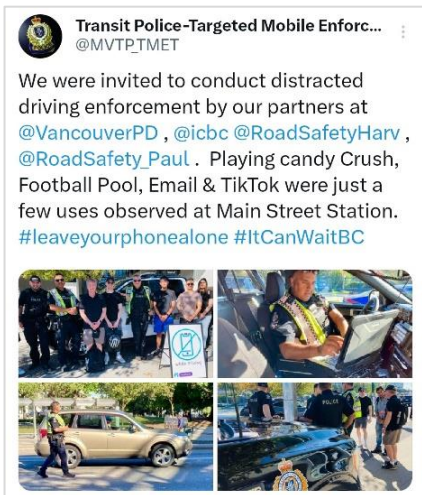 Transit Police-Targeted Mobile Enforc...
@MVTP_TMET
We were invited to conduct distracted
driving enforcement by our partners at
@VancouverPD , @icbc @RoadSafetyHarv ,
@RoadSafety_Paul . Playing candy Crush,
Football Pool, Email & TikTok were just a
few uses observed at Main Street Station.
#leaveyourphonealone #ItCanWaitBC
POLICE